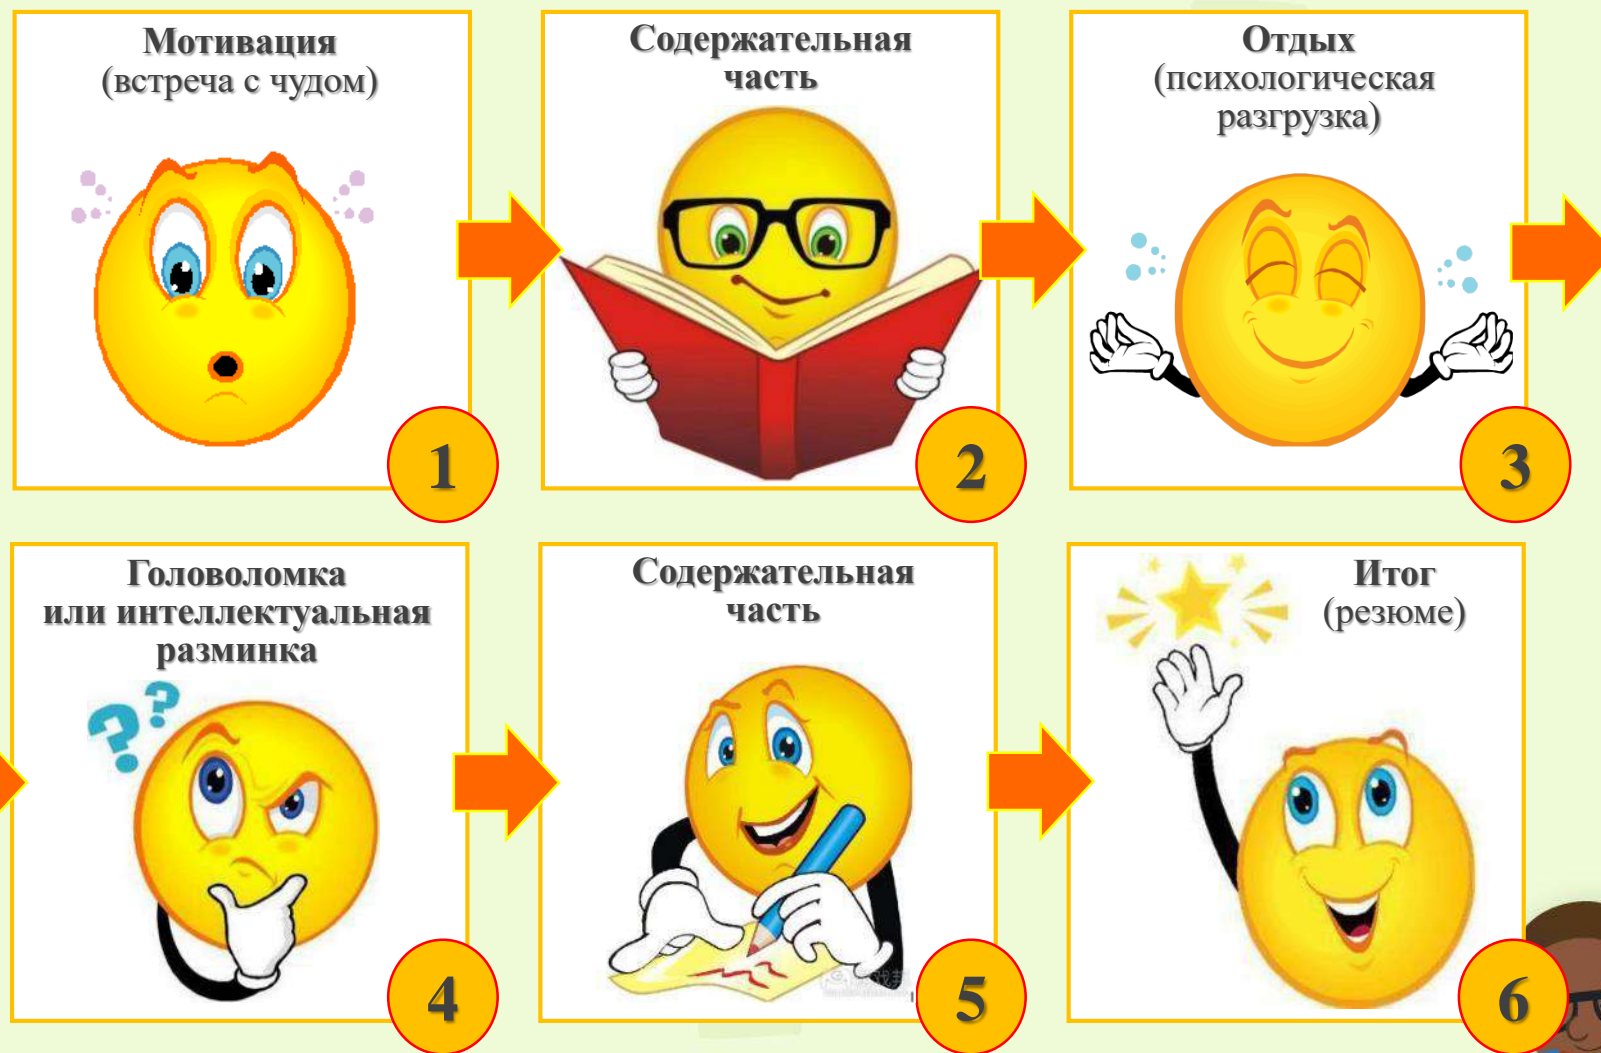 Мотивация
(встреча с чудом)
1
Содержательная
часть
2
Отдых
(психологическая
разгрузка)
3
Головоломка
или интеллектуальная
разминка
4
Содержательная
часть
5
Итог
(резюме)
6